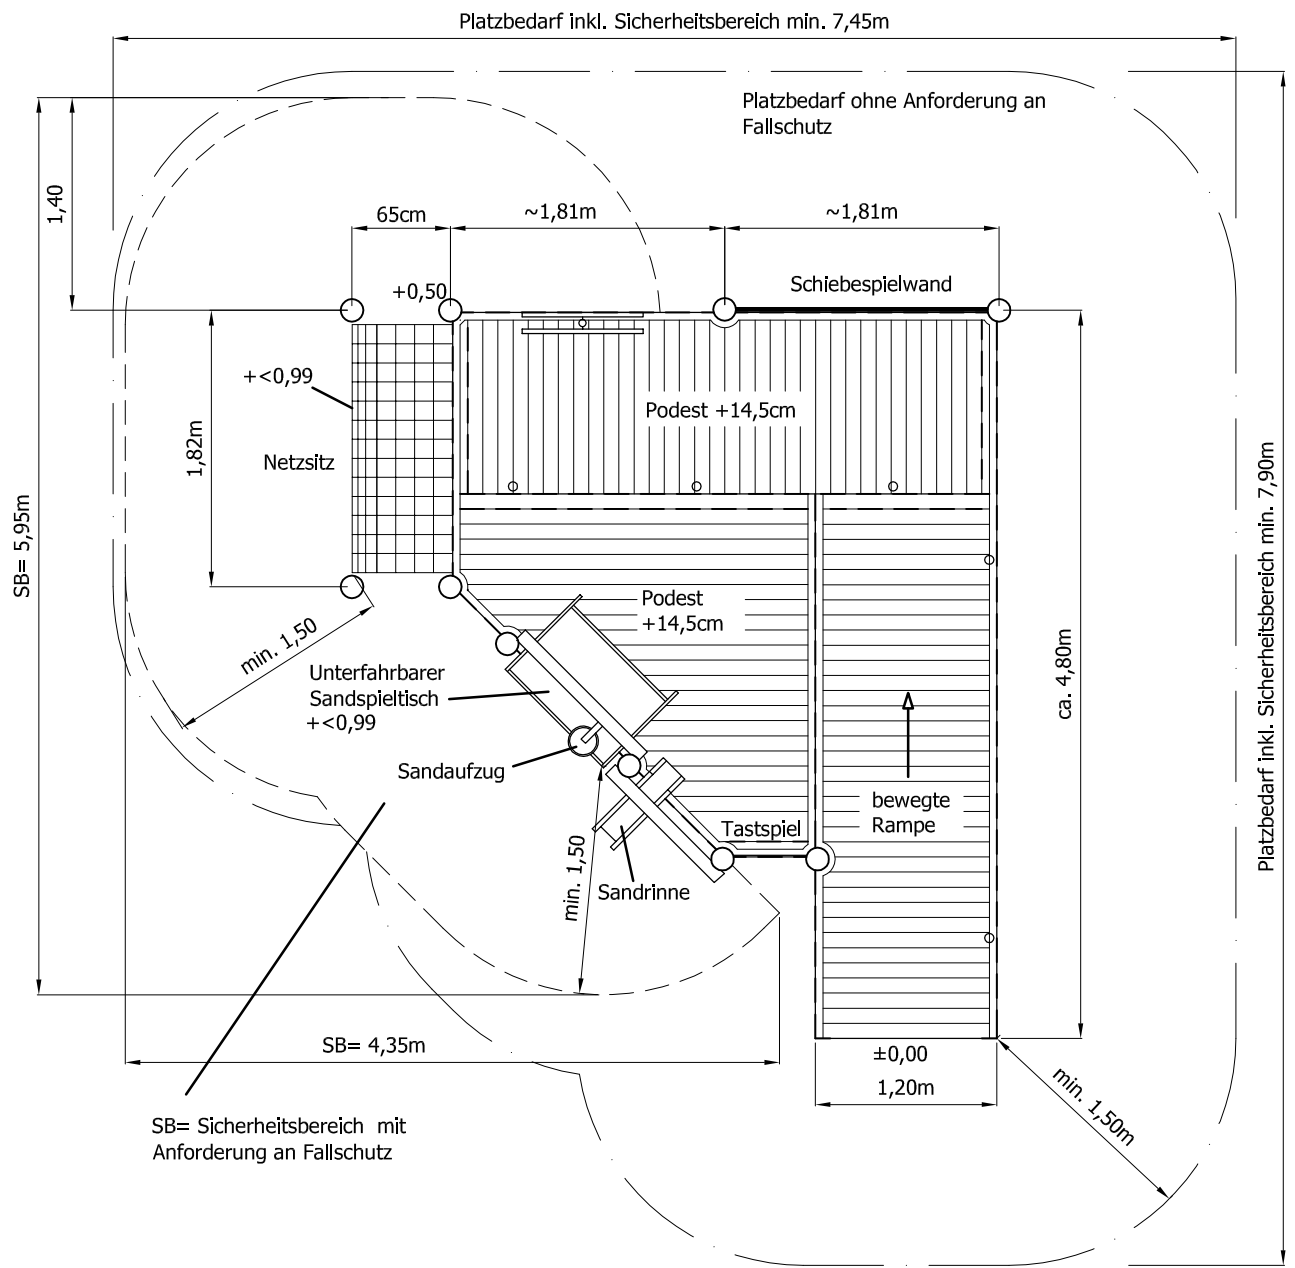 Platzbedarf inkl. Sicherheitsbereich min. 7,45m
Platzbedarf ohne Anforderung an
Fallschutz
1,40
65cm
~1,81m
~1,81m
Schiebespielwand
+0,50
+<0,99
Podest +14,5cm
1,82m
Netzsitz
SB= 5,95m
Platzbedarf inkl. Sicherheitsbereich min. 7,90m
Podest
+14,5cm
min. 1,50
ca. 4,80m
Unterfahrbarer
Sandspieltisch
+<0,99
Sandaufzug
bewegte
Rampe
Tastspiel
min. 1,50
Sandrinne
SB= 4,35m
±0,00
1,20m
min. 1,50m
SB= Sicherheitsbereich mit
Anforderung an Fallschutz